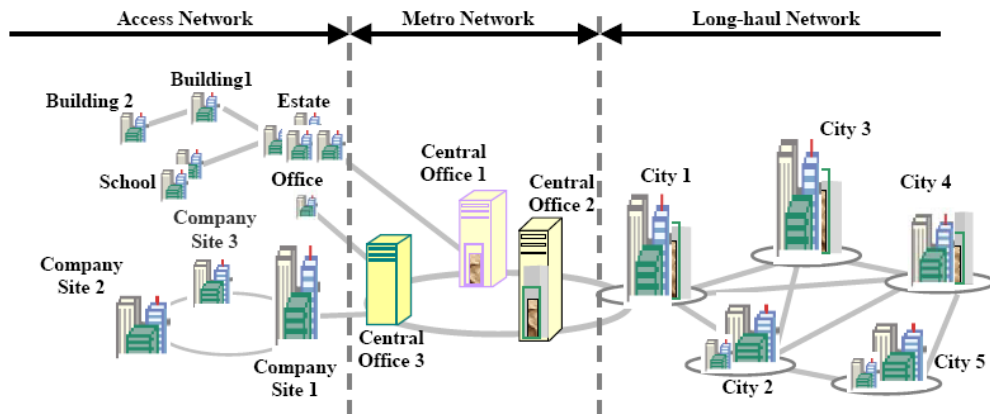 Access Network
Metro Network
Long-haul Network
Building1
Building 2
Estate
School
Office
Company
Site 3
Company
Site 2
Company
Site 1
Central
Office 1
Central
Office 2
Central
Office 3
City 1
City 3
City 4
City 2
City 5